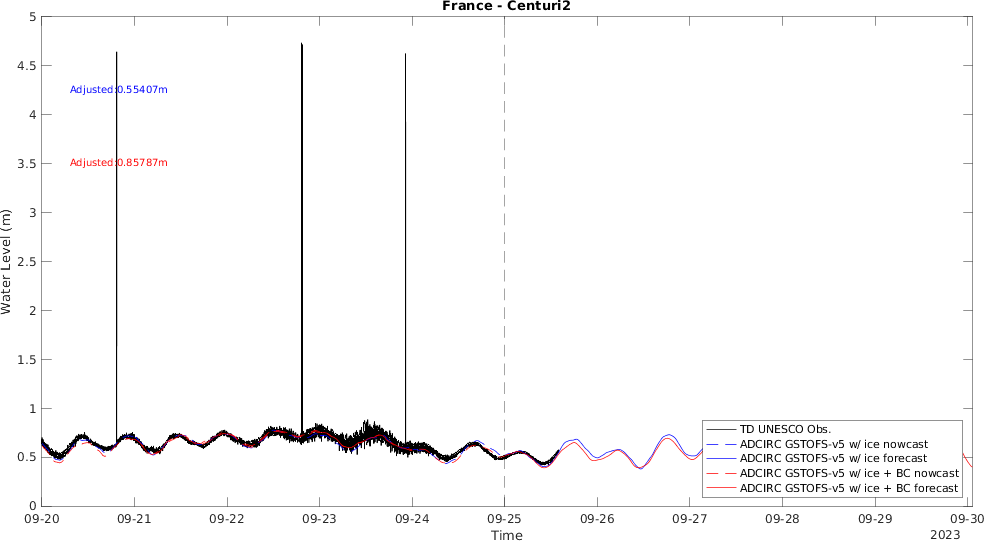 France - Centuri2
5
4.5
4
3.5
3
2.5
2
1.5
1
0.5
0
Water Level (m)
Adjusted:0.55407m
Adjusted:0.85787m
TD UNESCO Obs.
ADCIRC GSTOFS-v5 w/ ice nowcast
ADCIRC GSTOFS-v5 w/ ice forecast
ADCIRC GSTOFS-v5 w/ice + BC nowcast
ADCIRC GSTOFS-v5 w/ice + BC forecast
09-20 09-21 09-22 09-23 09-24 09-25 09-26 09-27 09-28 09-29 09-30
Time
2023